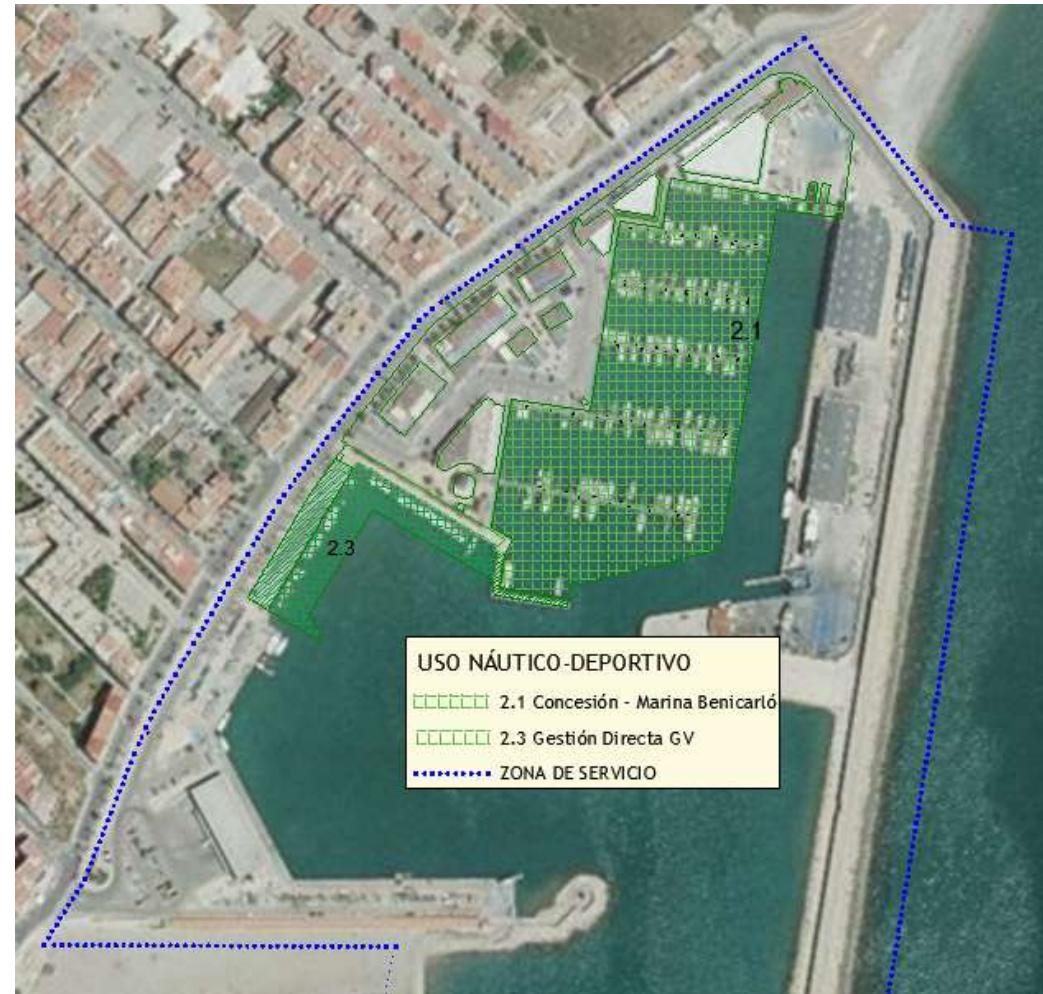 2.1
2.3
USO NÁUTICO-DEPORTIVO
2.1 Concesión - Marina Benicarló
2.3 Gestión Directa GV
ZONA DE SERVICIO